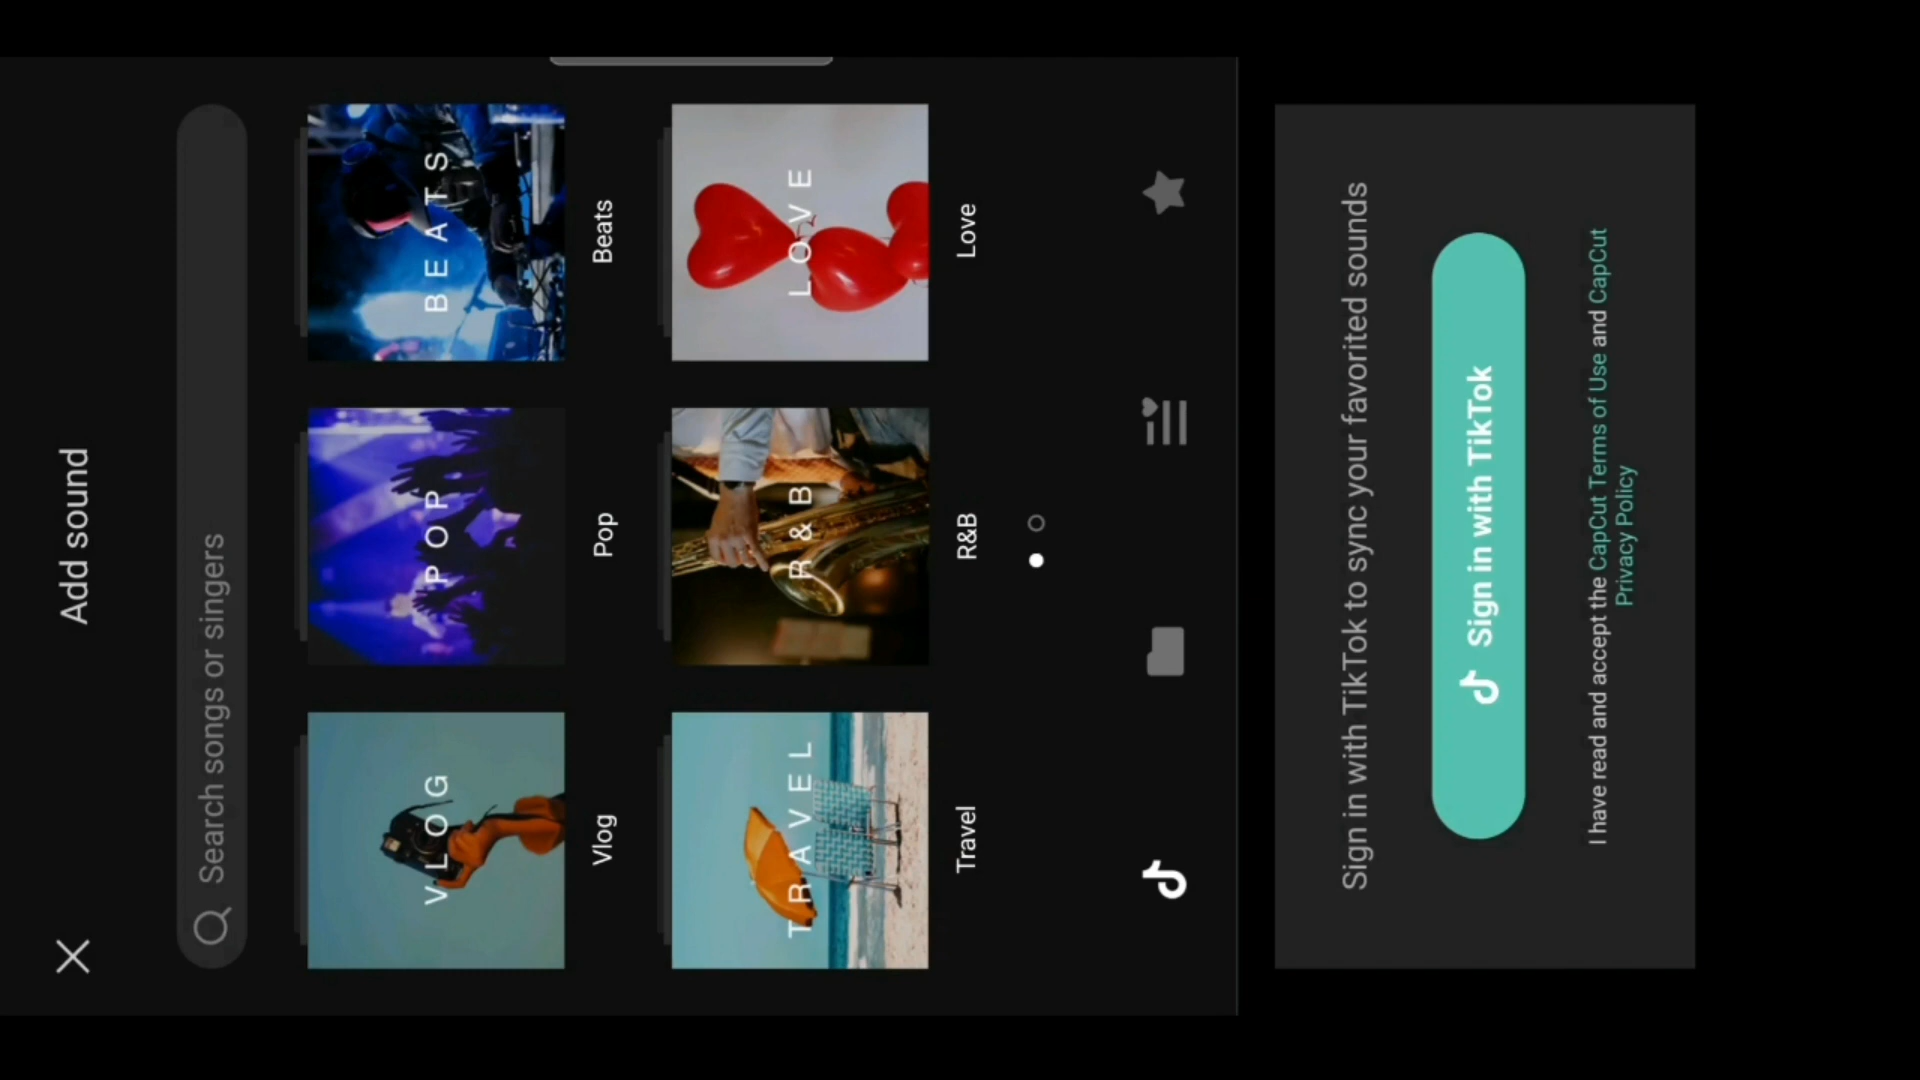 Add sound
Search songs or singers
VLOG
POP
BEATS
Vlog
Pop
Beats
TRAVEL
R&B
LOVE
Travel
R&B
Love
Sign in with TikTok to sync your favorited sounds
Sign in with TikTok
I have read and accept the CapCut Terms of Use and CapCut
Privacy Policy